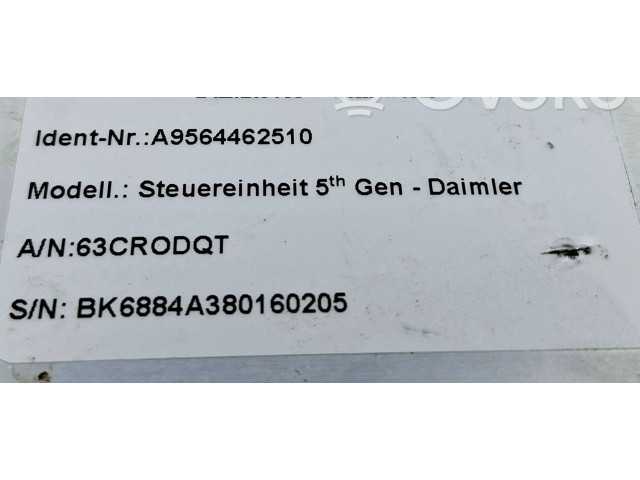 Ident-Nr.:A9564462510
Modell.: Steuereinheit 5th Gen - Daimler
A/N:63CRODQT
S/N: BK6884A380160205